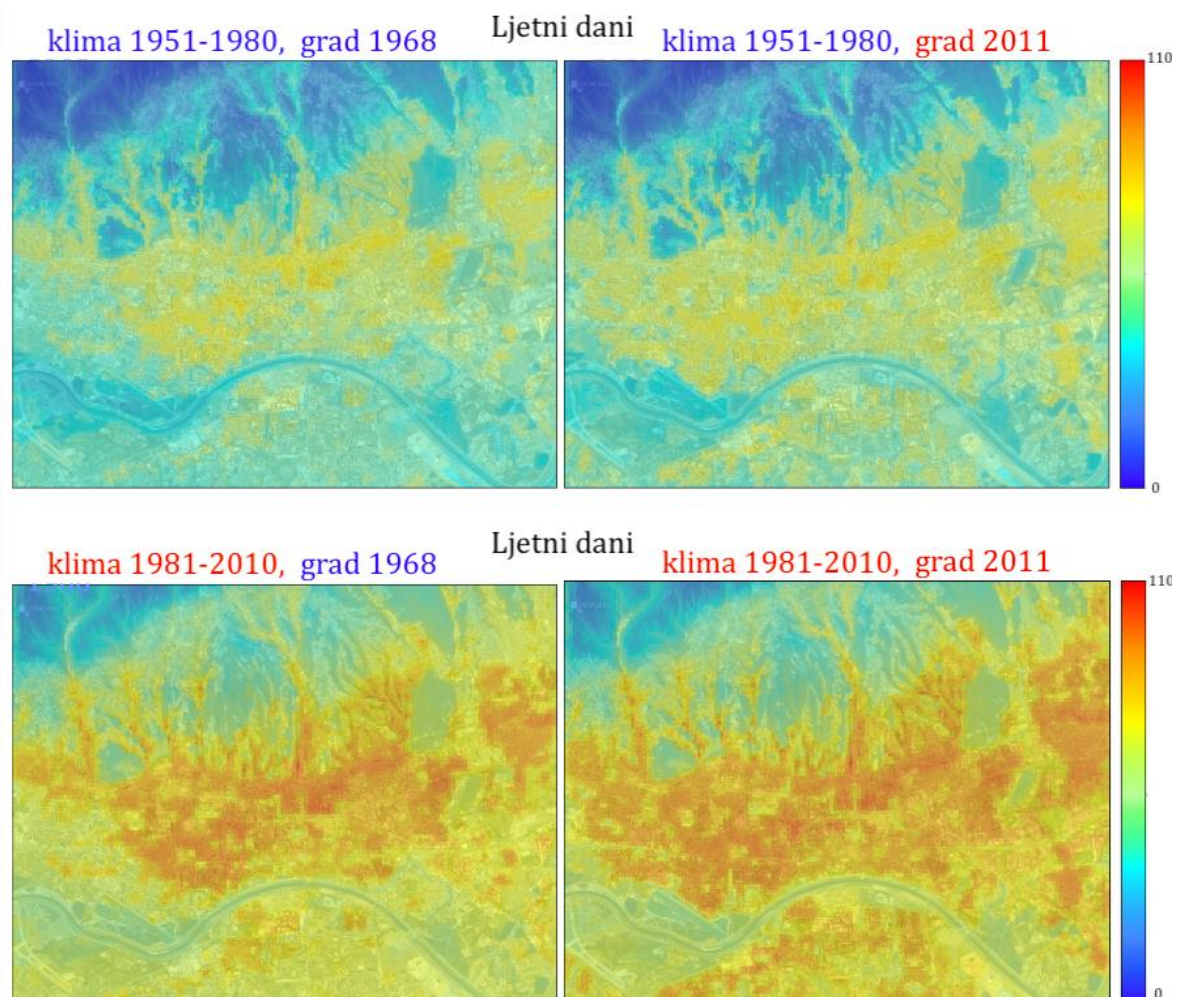 Ljetni dani
klima 1951-1980, grad 1968
klima 1951-1980, grad 2011
110
0
Ljetni dani
klima 1981-2010, grad 1968
klima 1981-2010, grad 2011
110
0